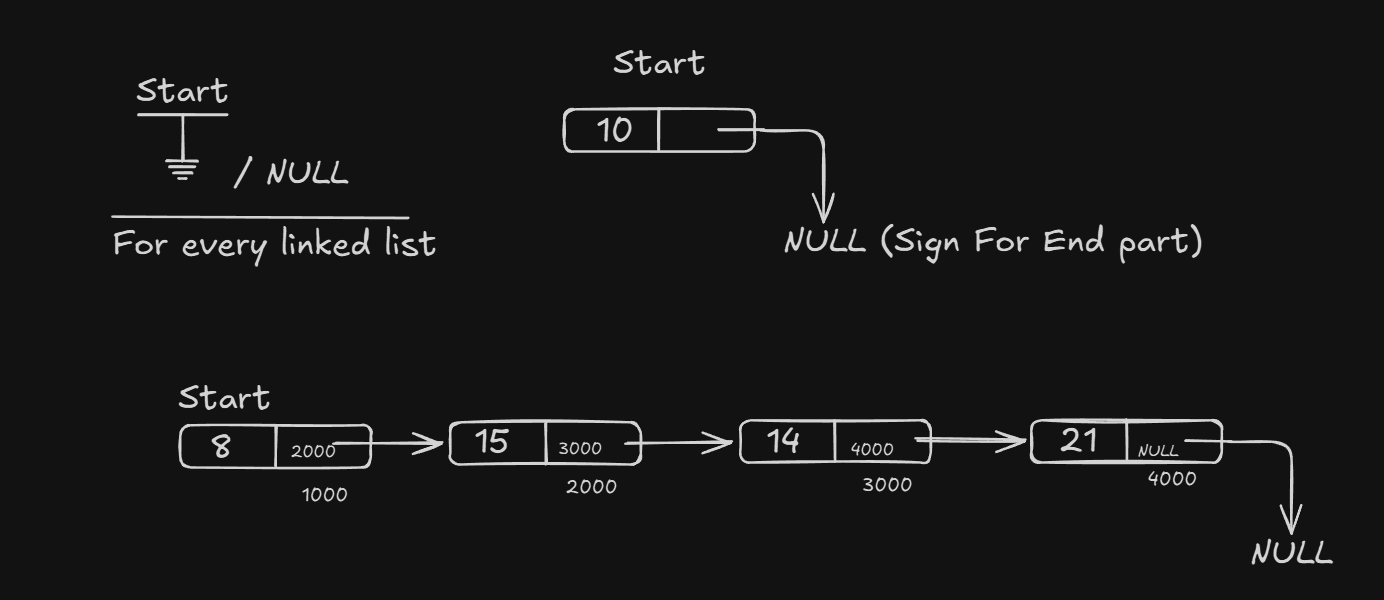 Start
/ NULL
For every linked list
Start
10
NULL (Sign For End part)
Start
8 2000
1000
15 3000
2000
14 4000
3000
21 NULL
4000
NULL